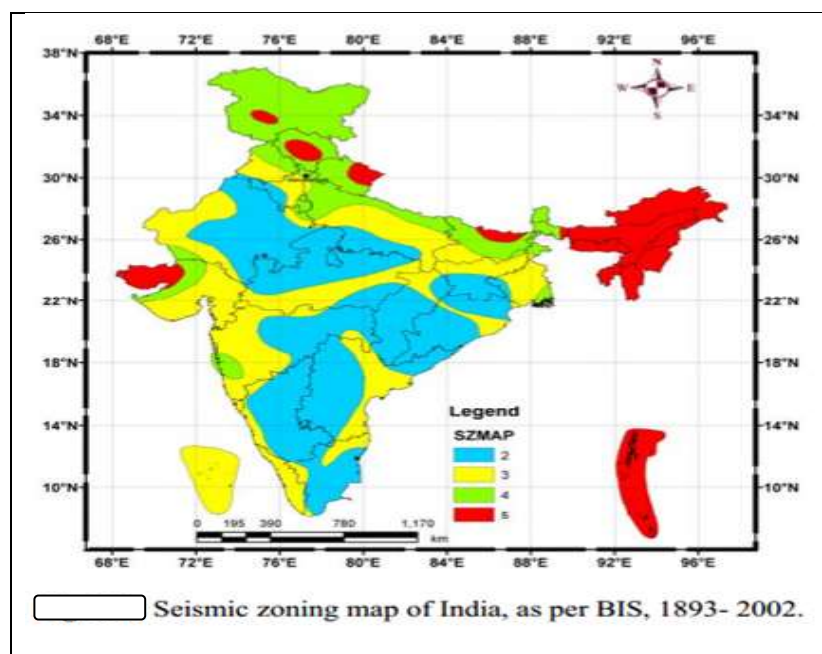 68°E 72°E 76°E 80°E 84°E 88°E 92°E 96°E
38°N
34°N 34°N
30°N 30°N
26°N 26°N
22°N 22°N
18°N 18°N
14°N 14°N
10°N 10°N
N
W E
S
Legend
SZMAP
2
3
4
5
0 195 390 780 1,170
km
68°E 72°E 76°E 80°E 84°E 88°E 92°E 96°E
Seismic zoning map of India, as per BIS, 1893- 2002.